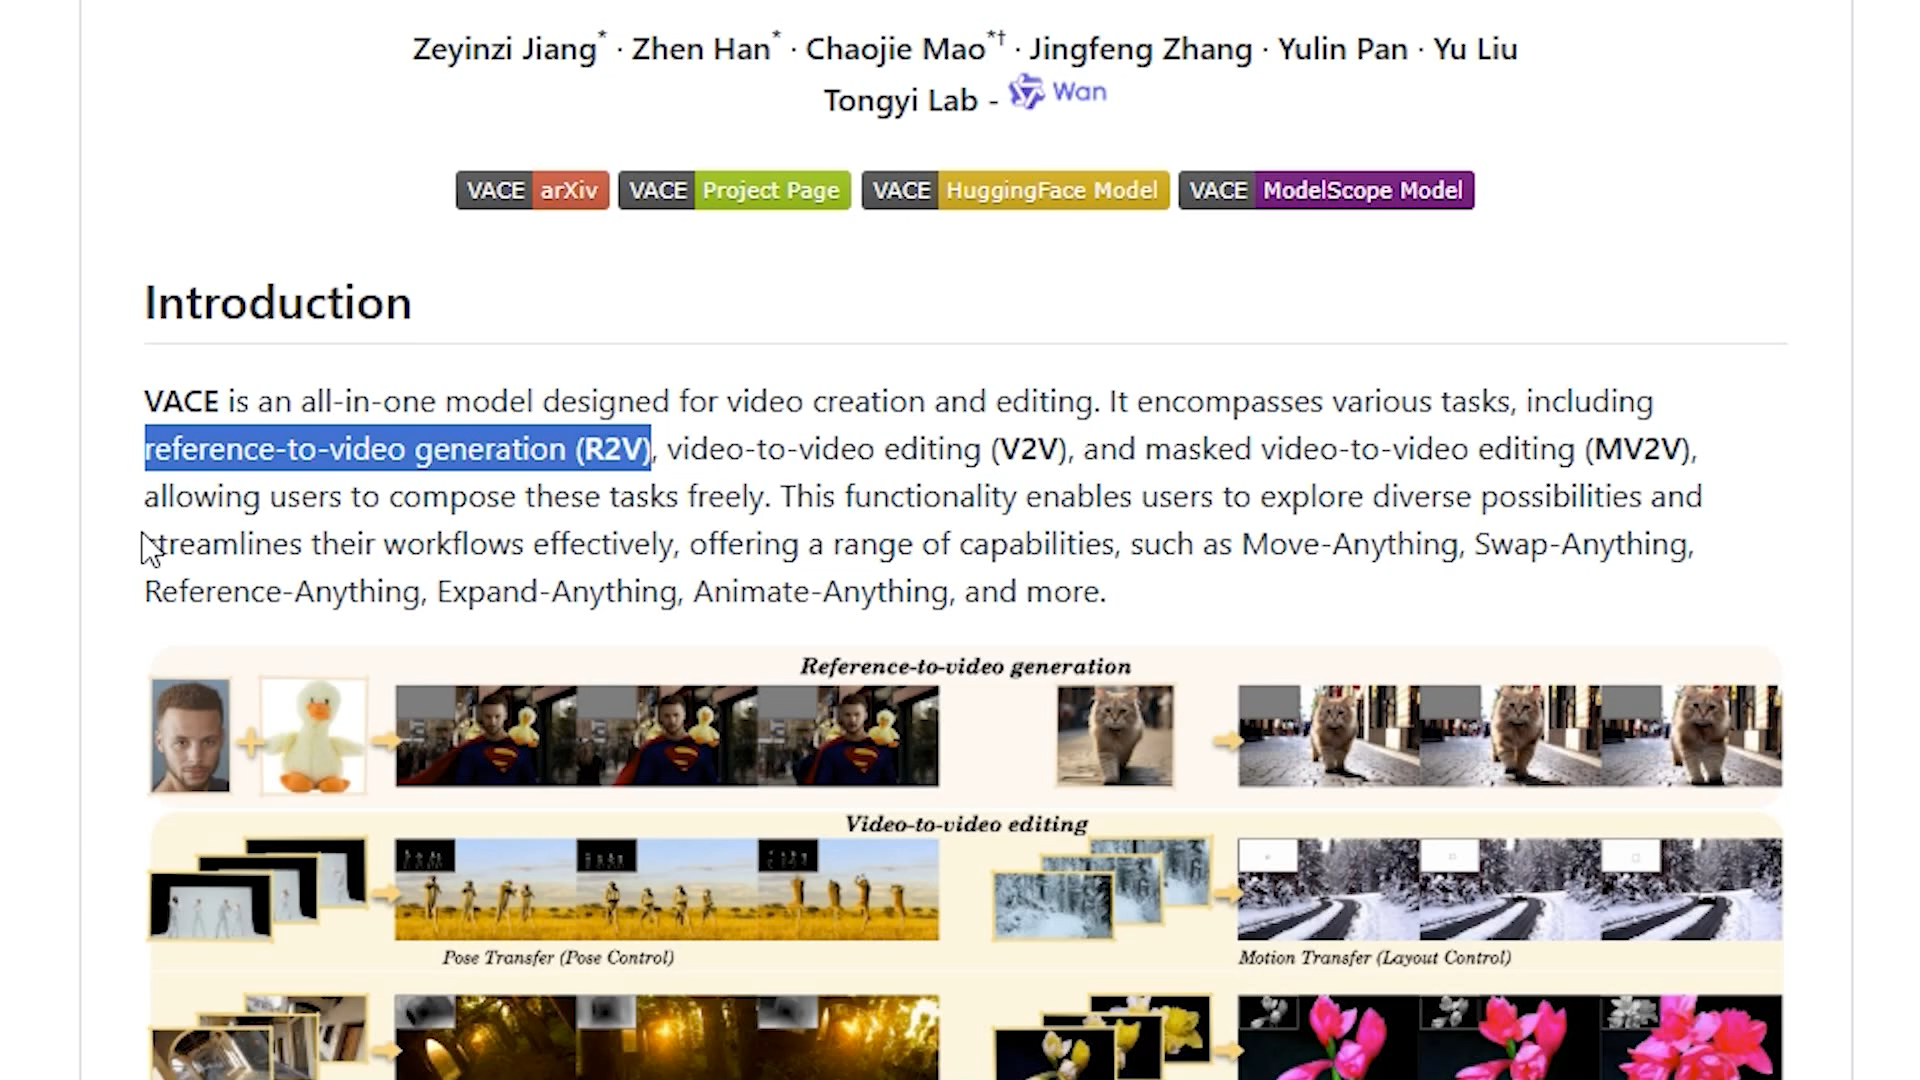 Zeyinzi Jiang* · Zhen Han* · Chaojie Mao*† · Jingfeng Zhang · Yulin Pan · Yu Liu
Tongyi Lab - Wan
VACE arXiv VACE Project Page VACE HuggingFace Model VACE ModelScope Model
Introduction
VACE is an all-in-one model designed for video creation and editing. It encompasses various tasks, including
reference-to-video generation (R2V), video-to-video editing (V2V), and masked video-to-video editing (MV2V),
allowing users to compose these tasks freely. This functionality enables users to explore diverse possibilities and
streamlines their workflows effectively, offering a range of capabilities, such as Move-Anything, Swap-Anything,
Reference-Anything, Expand-Anything, Animate-Anything, and more.
Reference-to-video generation
Video-to-video editing
Pose Transfer (Pose Control) Motion Transfer (Layout Control)